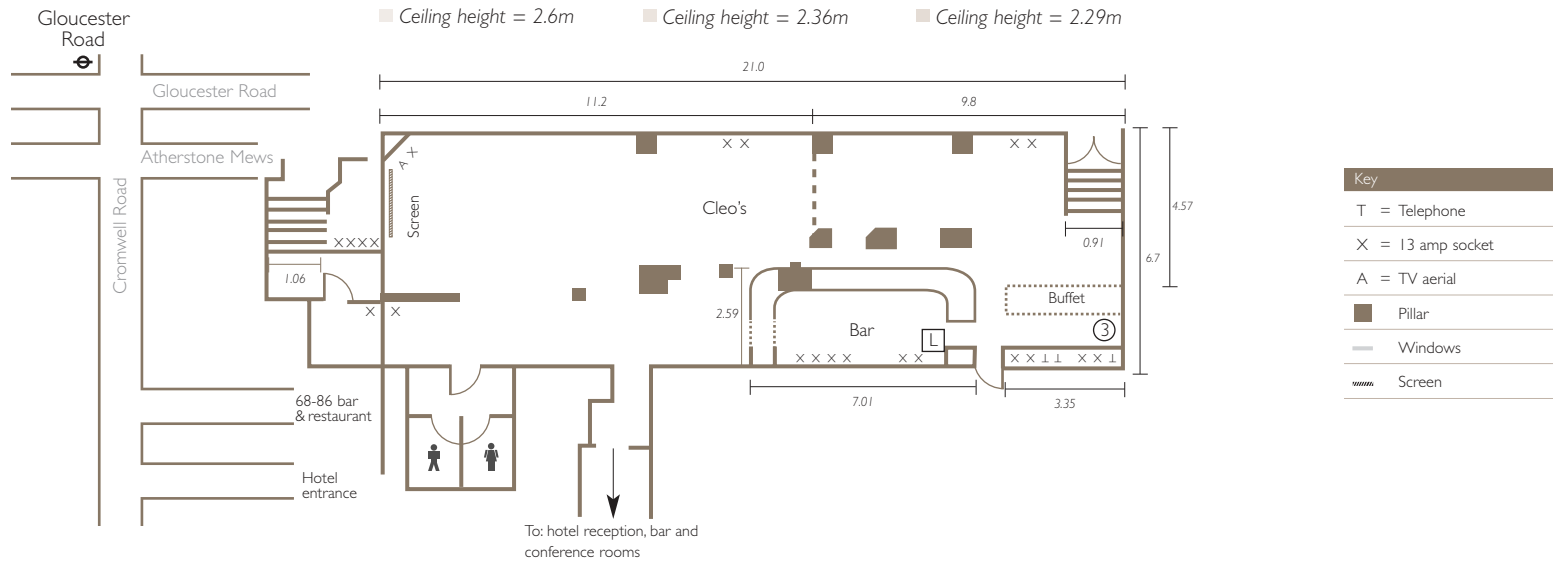 Gloucester
Road
Ceiling height = 2.6m
Ceiling height = 2.36m
Ceiling height = 2.29m
21.0
11.2
9.8
Gloucester Road
Atherstone Mews
Cromwell Road
A X
X X
X X
Screen
Cleo's
XXXX
1.06
X X
0.91
4.57
6.7
2.59
Bar
L
Buffet
3
X X X X
X X
X X ⊥ ⊥
X X ⊥
7.01
3.35
68-86 bar
& restaurant
Hotel
entrance
To: hotel reception, bar and
conference rooms
Key
T = Telephone
X = 13 amp socket
A = TV aerial
Pillar
Windows
Screen